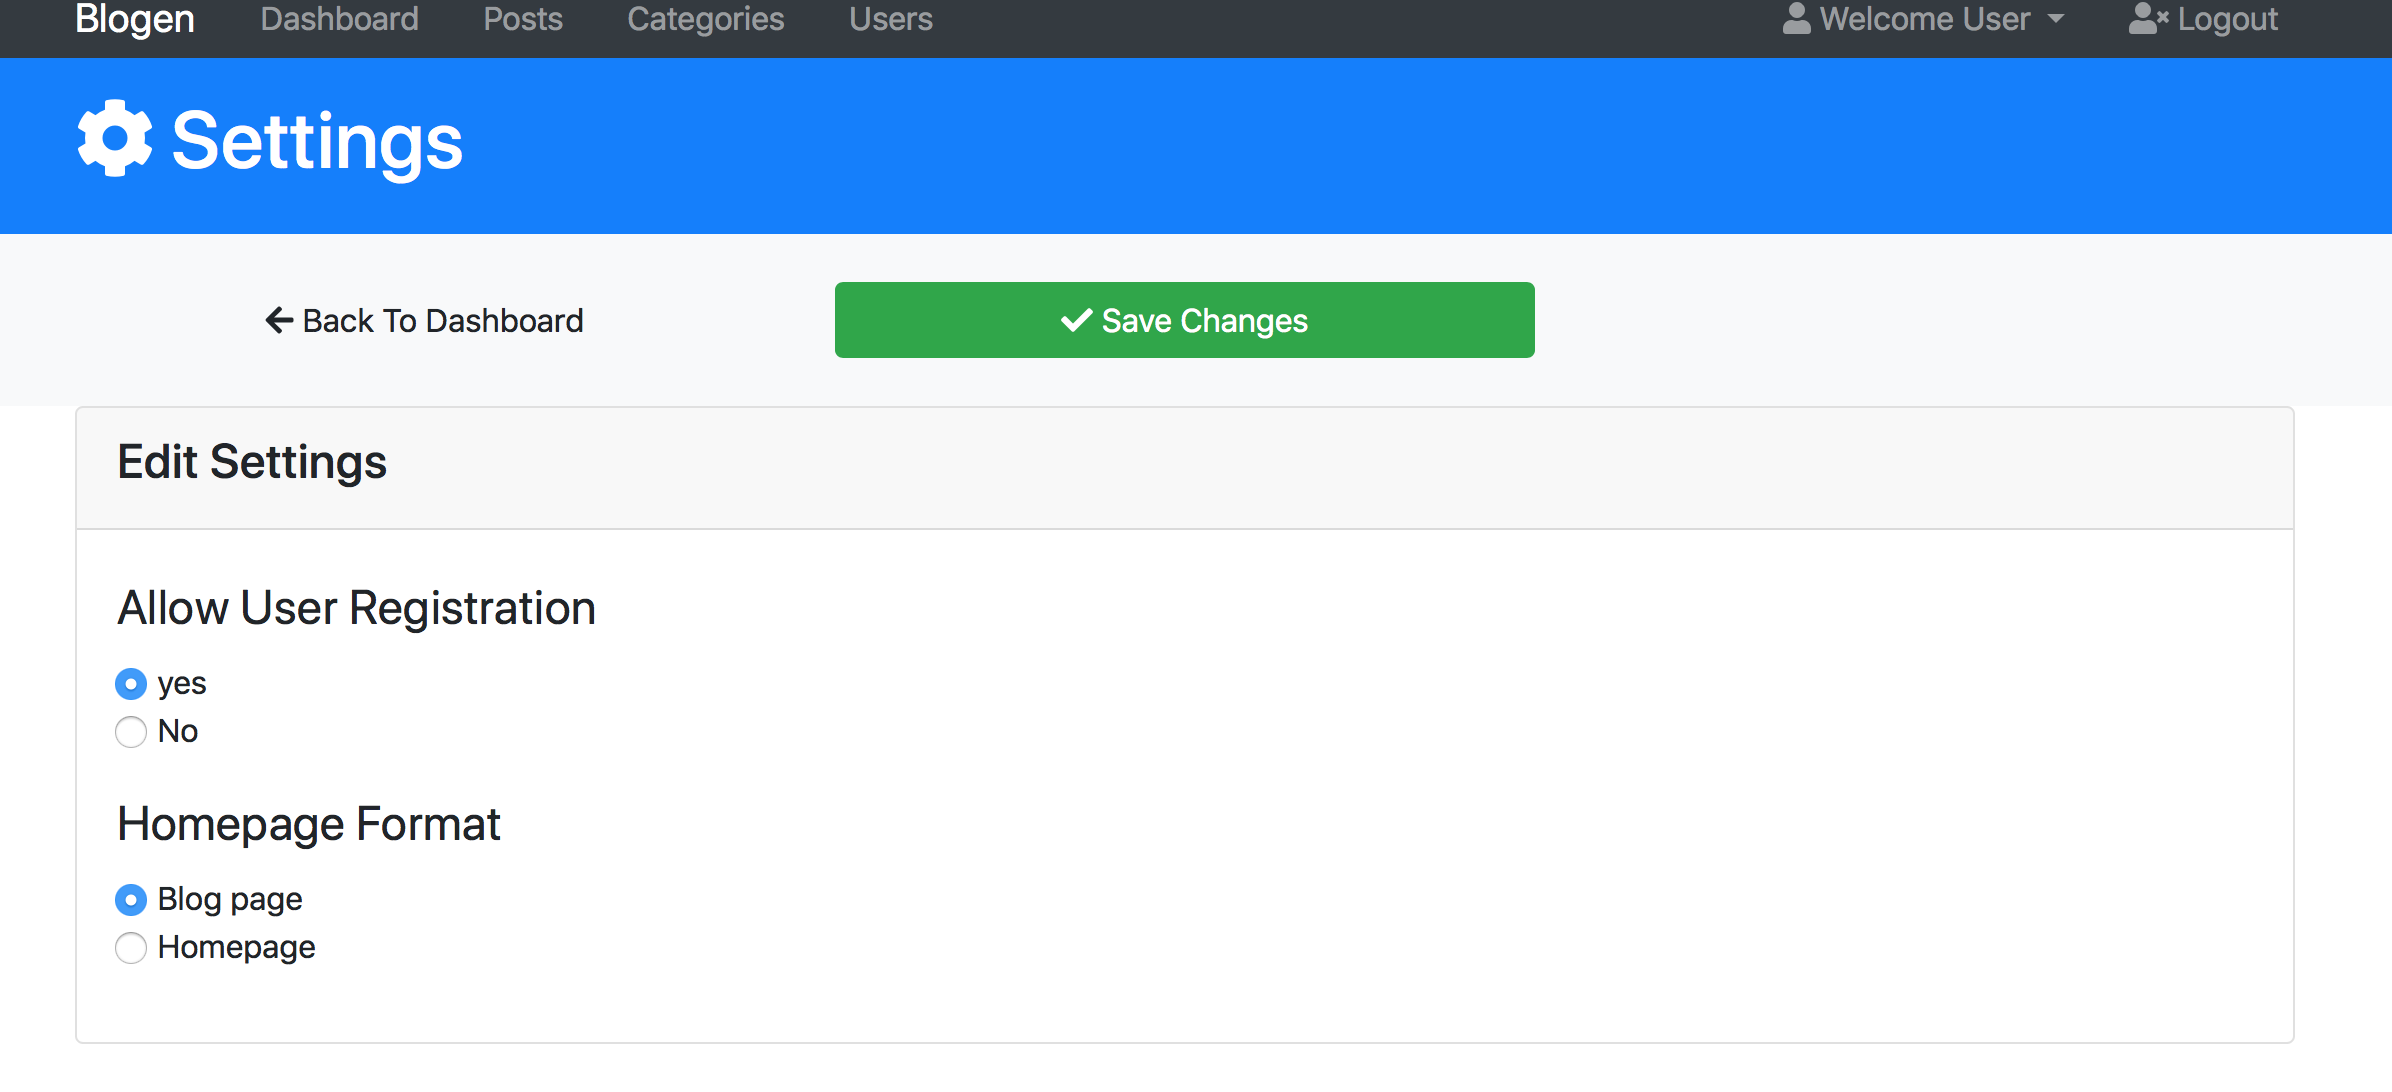 Blogen Dashboard Posts Categories Users Welcome User Logout
Settings
Back To Dashboard Save Changes
Edit Settings
Allow User Registration
yes
No
Homepage Format
Blog page
Homepage